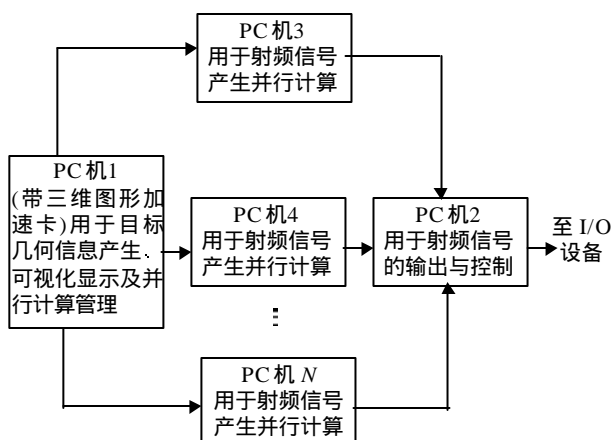 PC机3
用于射频信号
产生并行计算
PC机1
(带三维图形加
速卡)用于目标
几何信息产生、
可视化显示及并
行计算管理
PC机4
用于射频信号
产生并行计算
PC机2
用于射频信号
的输出与控制
至 I/O
设备
⋮
PC机 N
用于射频信号
产生并行计算